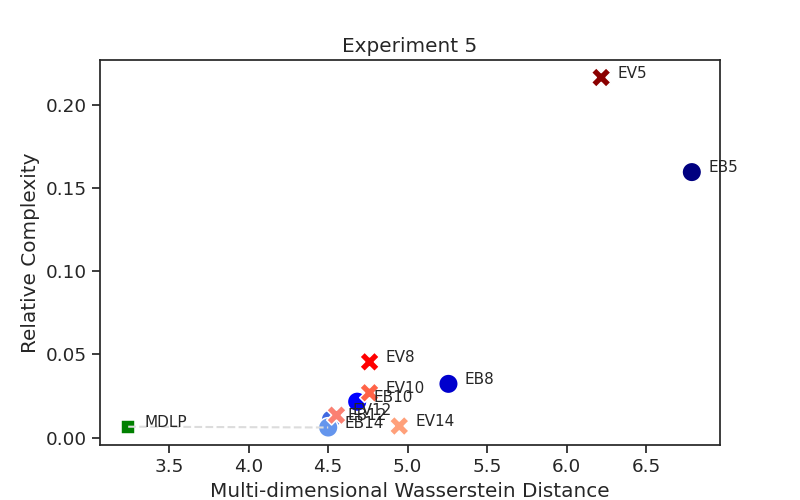 Experiment 5
Relative Complexity
0.20
0.15
0.10
0.05
0.00
EV5
EB5
EV8
EB8
EV10
EB10
EV12
EB12
EB14
EV14
MDLP
3.5
4.0
4.5
5.0
5.5
6.0
6.5
Multi-dimensional Wasserstein Distance